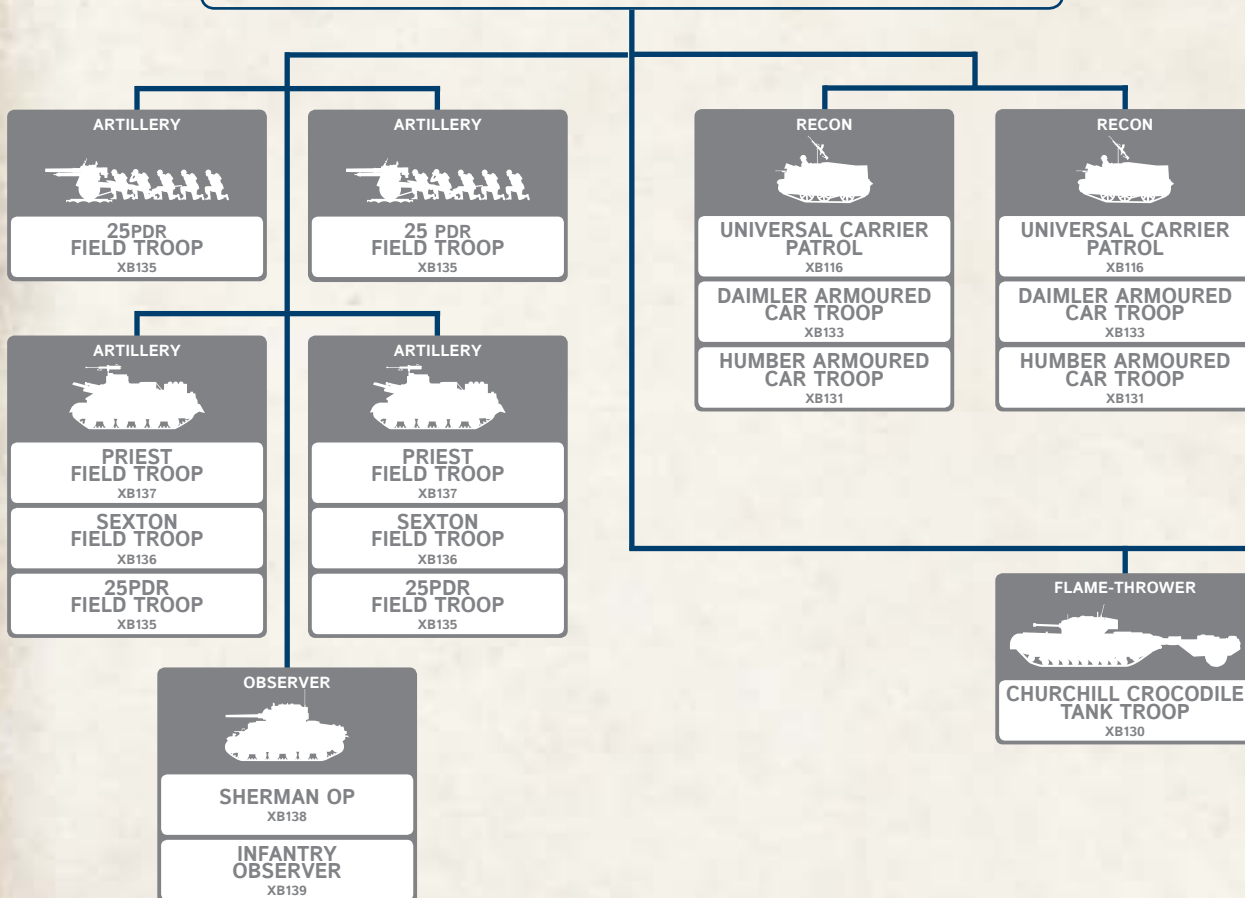 ARTILLERY
25PDR
FIELD TROOP
XB135
ARTILLERY
25 PDR
FIELD TROOP
XB135
RECON
UNIVERSAL CARRIER
PATROL
XB116
DAIMLER ARMOURED
CAR TROOP
XB133
HUMBER ARMOURED
CAR TROOP
XB131
RECON
UNIVERSAL CARRIER
PATROL
XB116
DAIMLER ARMOURED
CAR TROOP
XB133
HUMBER ARMOURED
CAR TROOP
XB131
ARTILLERY
PRIEST
FIELD TROOP
XB137
SEXTON
FIELD TROOP
XB136
25PDR
FIELD TROOP
XB135
ARTILLERY
PRIEST
FIELD TROOP
XB137
SEXTON
FIELD TROOP
XB136
25PDR
FIELD TROOP
XB135
FLAME-THROWER
CHURCHILL CROCODILE
TANK TROOP
XB130
OBSERVER
SHERMAN OP
XB138
INFANTRY
OBSERVER
XB139